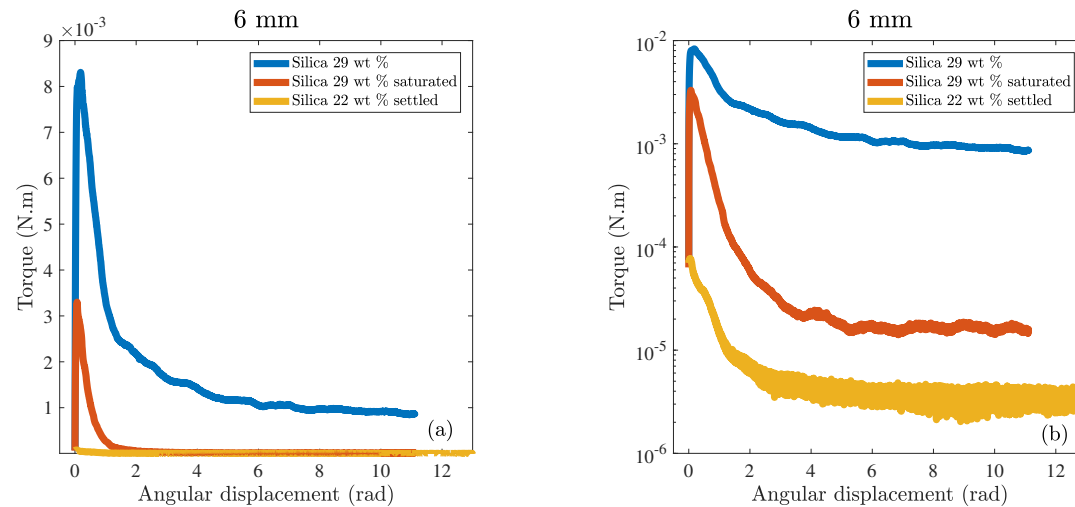 6 mm
×10⁻³
9
8
7
6
5
4
3
2
1
0 2 4 6 8 10 12
Torque (N.m)
Angular displacement (rad)
Silica 29 wt %
Silica 29 wt % saturated
Silica 22 wt % settled
(a)
6 mm
10⁻²
10⁻³
10⁻⁴
10⁻⁵
10⁻⁶
0 2 4 6 8 10 12
Torque (N.m)
Angular displacement (rad)
Silica 29 wt %
Silica 29 wt % saturated
Silica 22 wt % settled
(b)